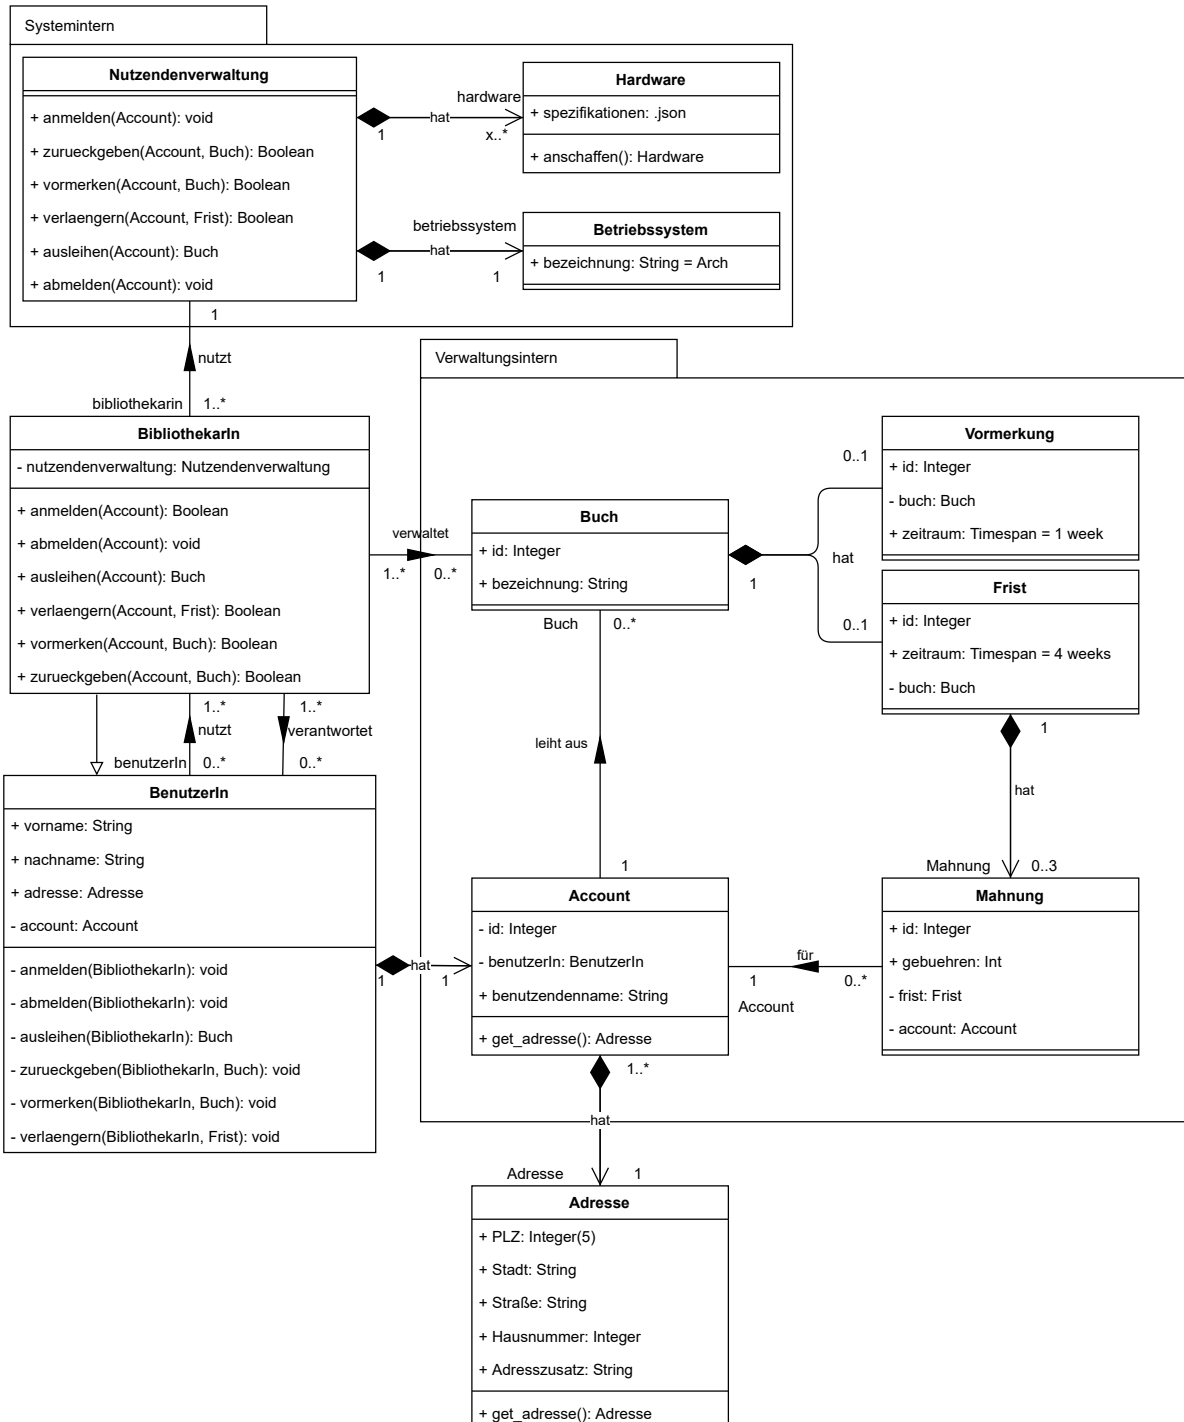 Systemintern
Nutzendenverwaltung
+ anmelden(Account): void
+ zurueckgeben(Account, Buch): Boolean
+ vormerken(Account, Buch): Boolean
+ verlaengern(Account, Frist): Boolean
+ ausleihen(Account): Buch
+ abmelden(Account): void
hardware
hat
1
x..*
Hardware
+ spezifikationen: .json
+ anschaffen(): Hardware
betriebssystem
hat
1
1
Betriebssystem
+ bezeichnung: String = Arch
1
nutzt
bibliothekarin
1..*
BibliothekarIn
- nutzendenverwaltung: Nutzendenverwaltung
+ anmelden(Account): Boolean
+ abmelden(Account): void
+ ausleihen(Account): Buch
+ verlaengern(Account, Frist): Boolean
+ vormerken(Account, Buch): Boolean
+ zurueckgeben(Account, Buch): Boolean
verwaltet
1..*
0..*
Verwaltungsintern
Buch
+ id: Integer
+ bezeichnung: String
1
hat
0..1
0..1
Vormerkung
+ id: Integer
- buch: Buch
+ zeitraum: Timespan = 1 week
Frist
+ id: Integer
+ zeitraum: Timespan = 4 weeks
- buch: Buch
Buch
0..*
leiht aus
1
1
hat
Mahnung
0..3
1..*
nutzt
1..*
verantwortet
benutzerIn
0..*
0..*
BenutzerIn
+ vorname: String
+ nachname: String
+ adresse: Adresse
- account: Account
- anmelden(BibliothekarIn): void
- abmelden(BibliothekarIn): void
- ausleihen(BibliothekarIn): Buch
- zurueckgeben(BibliothekarIn, Buch): void
- vormerken(BibliothekarIn, Buch): void
- verlaengern(BibliothekarIn, Frist): void
hat
1
1
Account
- id: Integer
- benutzerIn: BenutzerIn
+ benutzendenname: String
+ get_adresse(): Adresse
für
1
0..*
Account
Mahnung
+ id: Integer
+ gebuehren: Int
- frist: Frist
- account: Account
1..*
hat
Adresse
1
Adresse
+ PLZ: Integer(5)
+ Stadt: String
+ Straße: String
+ Hausnummer: Integer
+ Adresszusatz: String
+ get_adresse(): Adresse